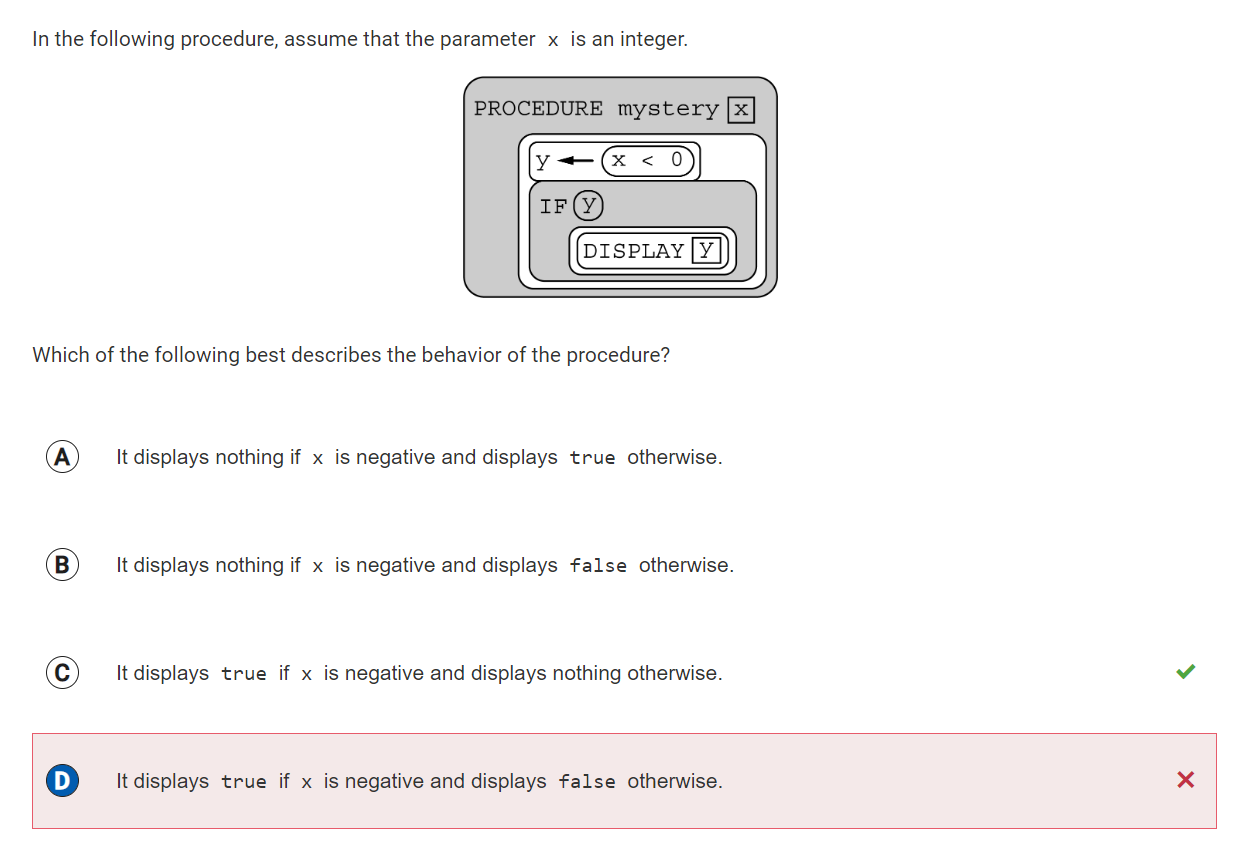 In the following procedure, assume that the parameter x is an integer.
PROCEDURE mystery x
y ← x < 0
IF y
DISPLAY y
Which of the following best describes the behavior of the procedure?
A It displays nothing if x is negative and displays true otherwise.
B It displays nothing if x is negative and displays false otherwise.
C It displays true if x is negative and displays nothing otherwise.
D It displays true if x is negative and displays false otherwise.